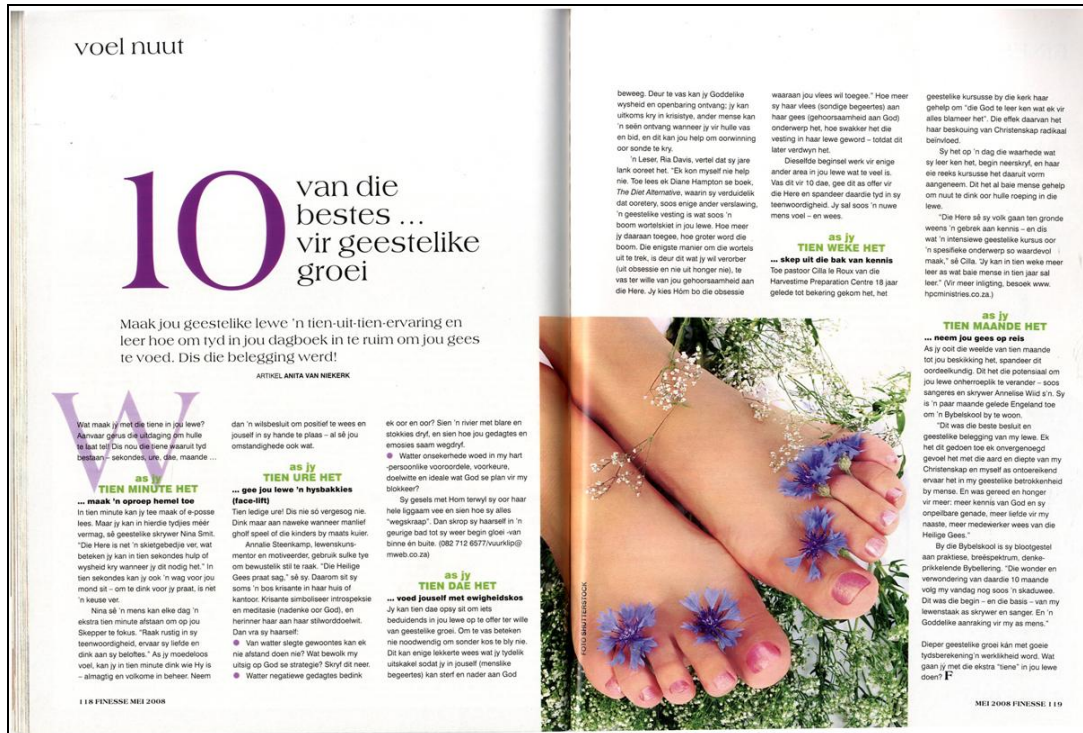 voel nuut
10
van die
bestes ...
vir geestelike
groei
Maak jou geestelike lewe 'n tien-uit-tien-ervaring en
leer hoe om tyd in jou dagboek in te ruim om jou gees
te voed. Dis die belegging werd!
ARTIKEL ANITA VAN NIEKERK
W
Wat maak jy met die tiene in jou lewe?
Aanvaar gerus die uitdaging om hulle
te laat tel! Dis nou die tiene waaruit tyd
bestaan – sekondes, ure, dae, maande ...
as jy
TIEN MINUTE HET
... maak 'n oproep hemel toe
In tien minute kan jy tee maak of e-posse
lees. Maar jy kan in hierdie tydjies méér
vermag, sê geestelike skrywer Nina Smit.
"Die Here is net 'n skietgebedjie ver, wat
beteken jy kan in tien sekondes hulp of
wysheid kry wanneer jy dit nodig het." In
tien sekondes kan jy ook 'n wag voor jou
mond sit – om te dink voor jy praat, is net
'n keuse ver.
Nina sê 'n mens kan elke dag 'n
ekstra tien minute afstaan om op jou
Skepper te fokus. "Raak rustig in sy
teenwoordigheid, ervaar sy liefde en
dink aan sy beloftes." As jy moedeloos
voel, kan jy in tien minute dink wie Hy is
– almagtig en volkome in beheer. Neem
dan 'n wilsbesluit om positief te wees en
jouself in sy hande te plaas – al sê jou
omstandighede ook wat.
as jy
TIEN URE HET
... gee jou lewe 'n hysbakkies
(face-lift)
Tien ledige ure! Dis nie só vergesog nie.
Dink maar aan naweke wanneer manlief
gholf speel of die kinders by maats kuier.
Annalie Steenkamp, lewenskuns-
mentor en motiveerder, gebruik sulke tye
om bewustelik stil te raak. "Die Heilige
Gees praat sag," sê sy. Daarom sit sy
soms 'n bos krisante in haar huis of
kantoor. Krisante simboliseer introspeksie
en meditasie (nadenke oor God), en
herinner haar aan haar stilworddoelwit.
Dan vra sy haarself:
● Van watter slegte gewoontes kan ek
nie afstand doen nie? Wat bewolk my
uitsig op God se strategie? Skryf dit neer.
● Watter negatiewe gedagtes bedink
ek oor en oor? Sien 'n rivier met blare en
stokkies dryf, en sien hoe jou gedagtes en
emosies saam wegdryf.
● Watter onsekerhede woed in my hart
-persoonlike vooroordele, voorkeure,
doelwitte en ideale wat God se plan vir my
blokkeer?
Sy gesels met Hom terwyl sy oor haar
hele liggaam vee en sien hoe sy alles
"wegskraap". Dan skrop sy haarself in 'n
geurige bad tot sy weer begin gloei -van
binne en buite. (082 712 6577/vuurklip@
mweb.co.za)
as jy
TIEN DAE HET
... voed jouself met ewigheidskos
Jy kan tien dae opsy sit om iets
beduidends in jou lewe op te offer ter wille
van geestelike groei. Om te vas beteken
nie noodwendig om sonder kos te bly nie.
Dit kan enige lekkerte wees wat jy tydelik
uitskakel sodat jy in jouself (menslike
begeertes) kan sterf en nader aan God
118 FINESSE MEI 2008
beweeg. Deur te vas kan jy Goddelike
wysheid en openbaring ontvang; jy kan
uitkoms kry in krisistye, ander mense kan
'n seën ontvang wanneer jy vir hulle vas
en bid, en dit kan jou help om oorwinning
oor sonde te kry.
'n Leser, Ria Davis, vertel dat sy jare
lank ooreet het. "Ek kon myself nie help
nie. Toe lees ek Diane Hampton se boek,
The Diet Alternative, waarin sy verduidelik
dat ooretery, soos enige ander verslawing,
'n geestelike vesting is wat soos 'n
boom wortelskiet in jou lewe. Hoe meer
jy daaraan toegee, hoe groter word die
boom. Die enigste manier om die wortels
uit te trek, is deur dit wat jy wil verorber
(uit obsessie en nie uit honger nie), te
vas ter wille van jou gehoorsaamheid aan
die Here. Jy kies Hóm bo die obsessie
waaraan jou vlees wil toegee." Hoe meer
sy haar vlees (sondige begeertes) aan
haar gees (gehoorsaamheid aan God)
onderwerp het, hoe swakker het die
vesting in haar lewe geword – totdat dit
later verdwyn het.
Dieselfde beginsel werk vir enige
ander area in jou lewe wat te veel is.
Vas dit vir 10 dae, gee dit as offer vir
die Here en spandeer daardie tyd in sy
teenwoordigheid. Jy sal soos 'n nuwe
mens voel – en wees.
as jy
TIEN WEKE HET
... skep uit die bak van kennis
Toe pastoor Cilla le Roux van die
Harvestime Preparation Centre 18 jaar
gelede tot bekering gekom het, het
geestelike kursusse by die kerk haar
gehelp om "die God te leer ken wat ek vir
alles blameer het". Die effek daarvan het
haar beskouing van Christenskap radikaal
beïnvloed.
Sy het op 'n dag die waarhede wat
sy leer ken het, begin neerskryf, en haar
eie reeks kursusse het daaruit vorm
aangeneem. Dit het al baie mense gehelp
om nuut te dink oor hulle roeping in die
lewe.
"Die Here sê sy volk gaan ten gronde
weens 'n gebrek aan kennis – en dis
wat 'n intensiewe geestelike kursus oor
'n spesifieke onderwerp so waardevol
maak," sê Cilla. "Jy kan in tien weke meer
leer as wat baie mense in tien jaar sal
leer." (Vir meer inligting, besoek www.
hpcministries.co.za.)
as jy
TIEN MAANDE HET
... neem jou gees op reis
As jy ooit die weelde van tien maande
tot jou beskikking het, spandeer dit
oordeelkundig. Dit het die potensiaal om
jou lewe onherroeplik te verander – soos
sangeres en skrywer Annelise Wiid s'n. Sy
is 'n paar maande gelede Engeland toe
om 'n Bybelskool by te woon.
"Dit was die beste besluit en
geestelike belegging van my lewe. Ek
het dit gedoen toe ek onvergenoegd
gevoel het met die aard en diepte van my
Christenskap en myself as ontoereikend
ervaar het in my geestelike betrokkenheid
by mense. En was gereed en honger
vir meer: meer kennis van God en sy
onpeilbare genade, meer liefde vir my
naaste, meer medewerker wees van die
Heilige Gees."
By die Bybelskool is sy blootgestel
aan praktiese, breëspektrum, denke-
prikkelende Bybellering. "Die wonder en
verwondering van daardie 10 maande
volg my vandag nog soos 'n skaduwee.
Dit was die begin – en die basis – van my
lewenstaak as skrywer en sanger. En 'n
Goddelike aanraking vir my as mens."
Dieper geestelike groei kán met goeie
tydsberekening'n werklikheid word. Wat
gaan jý met die ekstra "tiene" in jou lewe
doen? F
FOTO SHUTTERSTOCK
MEI 2008 FINESSE 119